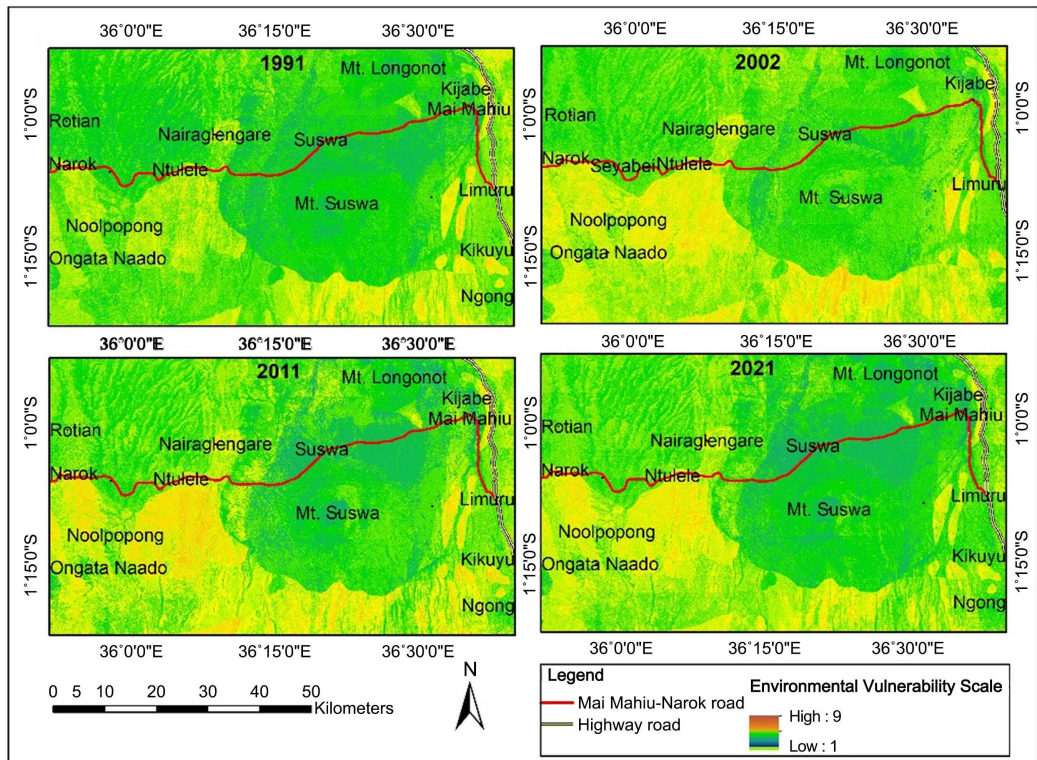 36°0'0"E 36°15'0"E 36°30'0"E 36°0'0"E 36°15'0"E 36°30'0"E
1°0'0"S
1°15'0"S
1991
Mt. Longonot
Kijabe
Mai Mahiu
Rotian
Nairaglengare
Suswa
Narok
Ntulele
Limuru
Mt. Suswa
Noolpopong
Kikuyu
Ongata Naado
Ngong
2002
Mt. Longonot
Kijabe
Rotian
Nairaglengare
Suswa
Narok
Seyabei
Ntulele
Limuru
Mt. Suswa
Noolpopong
Ongata Naado
1°0'0"S
1°15'0"S
36°0'0"E 36°15'0"E 36°30'0"E 36°0'0"E 36°15'0"E 36°30'0"E
1°0'0"S
1°15'0"S
2011
Mt. Longonot
Kijabe
Mai Mahiu
Rotian
Nairaglengare
Suswa
Narok
Ntulele
Limuru
Mt. Suswa
Noolpopong
Kikuyu
Ongata Naado
Ngong
2021
Mt. Longonot
Kijabe
Mai Mahiu
Rotian
Nairaglengare
Suswa
Narok
Ntulele
Limuru
Mt. Suswa
Noolpopong
Kikuyu
Ongata Naado
Ngong
1°0'0"S
1°15'0"S
36°0'0"E 36°15'0"E 36°30'0"E 36°0'0"E 36°15'0"E 36°30'0"E
0 5 10 20 30 40 50
Kilometers
N
Legend
Mai Mahiu-Narok road
Highway road
Environmental Vulnerability Scale
High : 9
Low : 1